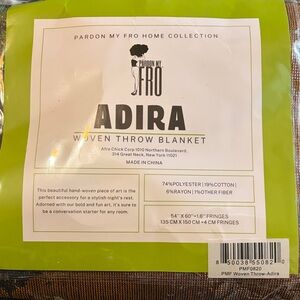 PARDON MY FRO HOME COLLECTION
PARDON MY
FRO
ADIRA
WOVEN THROW BLANKET
Afro Chick Corp 1010 Northern Boulevard,
314 Great Neck, New York 11021
MADE IN CHINA
This beautiful hand-woven piece of art is the
perfect accessory for a stylish night's rest.
Adorned with our bold and fun art, it's sure to
be a conversation starter for any room.
74%POLYESTER | 19%COTTON |
6%RAYON | 1%OTHER FIBER
54" X 60"+1.6" FRINGES
135 CM X 150 CM +4 CM FRINGES
8 50038 55082 0
PMF0820
PMF Woven Throw-Adira